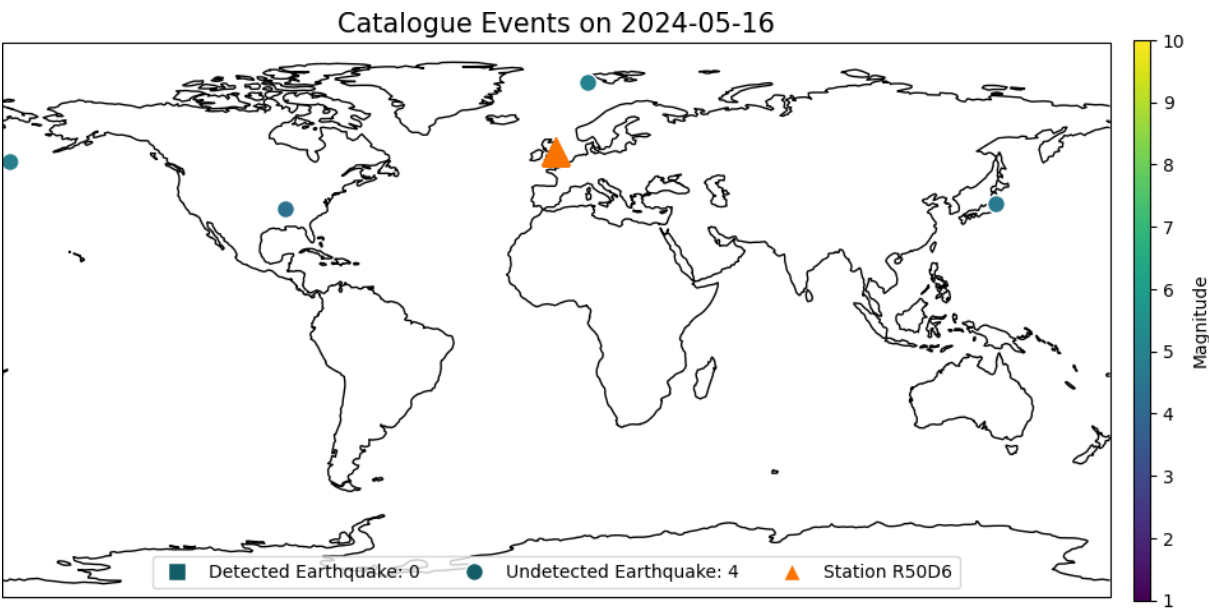 Catalogue Events on 2024-05-16
10
9
8
7
6
5
4
3
2
1
Magnitude
Detected Earthquake: 0
Undetected Earthquake: 4
Station R50D6